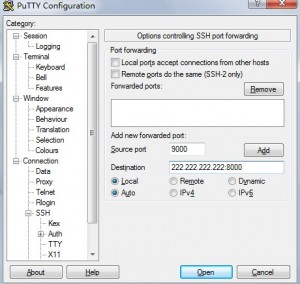 PuTTY Configuration
Category:
Session
Logging
Terminal
Keyboard
Bell
Features
Window
Appearance
Behaviour
Translation
Selection
Colours
Connection
Data
Proxy
Telnet
Rlogin
SSH
Kex
Auth
TTY
X11
Options controlling SSH port forwarding
Port forwarding
Local ports accept connections from other hosts
Remote ports do the same (SSH-2 only)
Forwarded ports:
Remove
Add new forwarded port:
Source port 9000 Add
Destination 222.222.222.222:8000
Local Remote Dynamic
Auto IPv4 IPv6
About Help Open Cancel